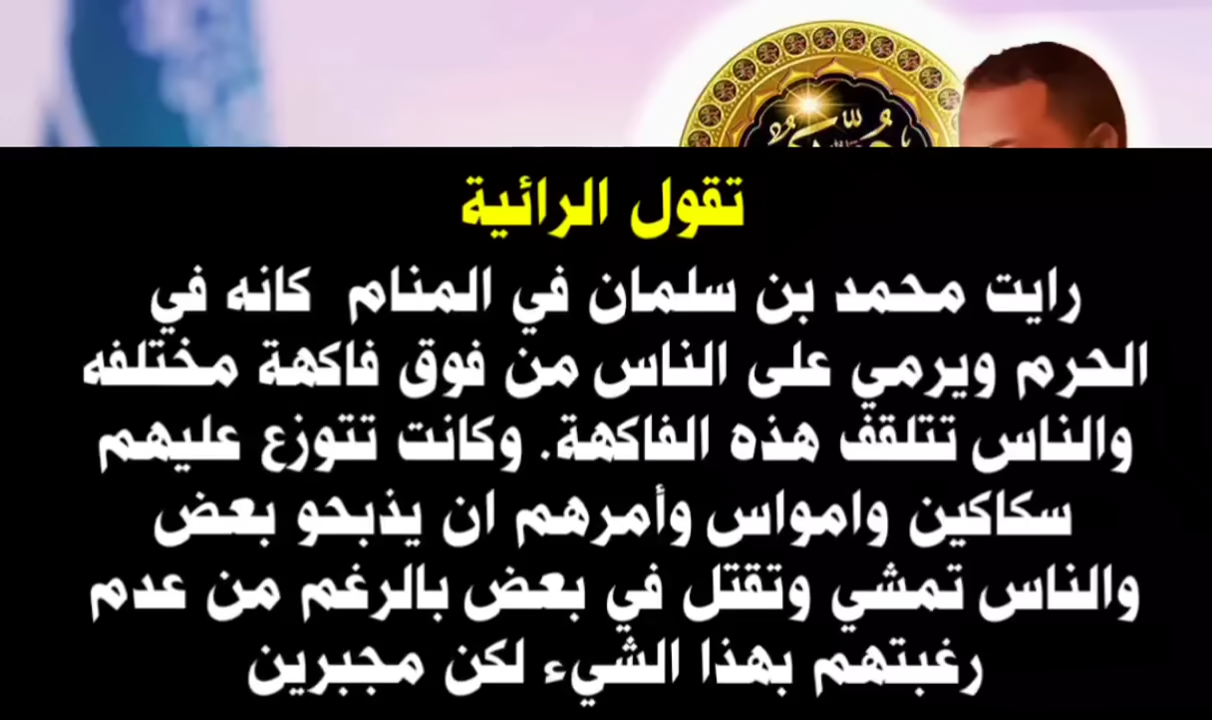 تقول الرائية
رايت محمد بن سلمان في المنام كانه في
الحرم ويرمي على الناس من فوق فاكهة مختلفه
والناس تتلقف هذه الفاكهة. وكانت تتوزع عليهم
سكاكين وامواس وأمرهم ان يذبحو بعض
والناس تمشي وتقتل في بعض بالرغم من عدم
رغبتهم بهذا الشيء لكن مجبرين